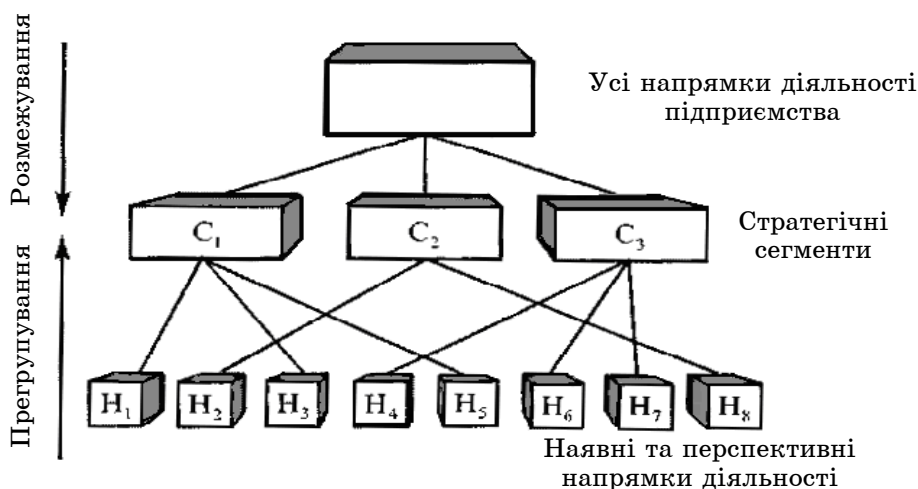 Розмежування
Усі напрямки діяльності
підприємства
C₁
C₂
C₃
Стратегічні
сегменти
Прегрупування
H₁
H₂
H₃
H₄
H₅
H₆
H₇
H₈
Наявні та перспективні
напрямки діяльності